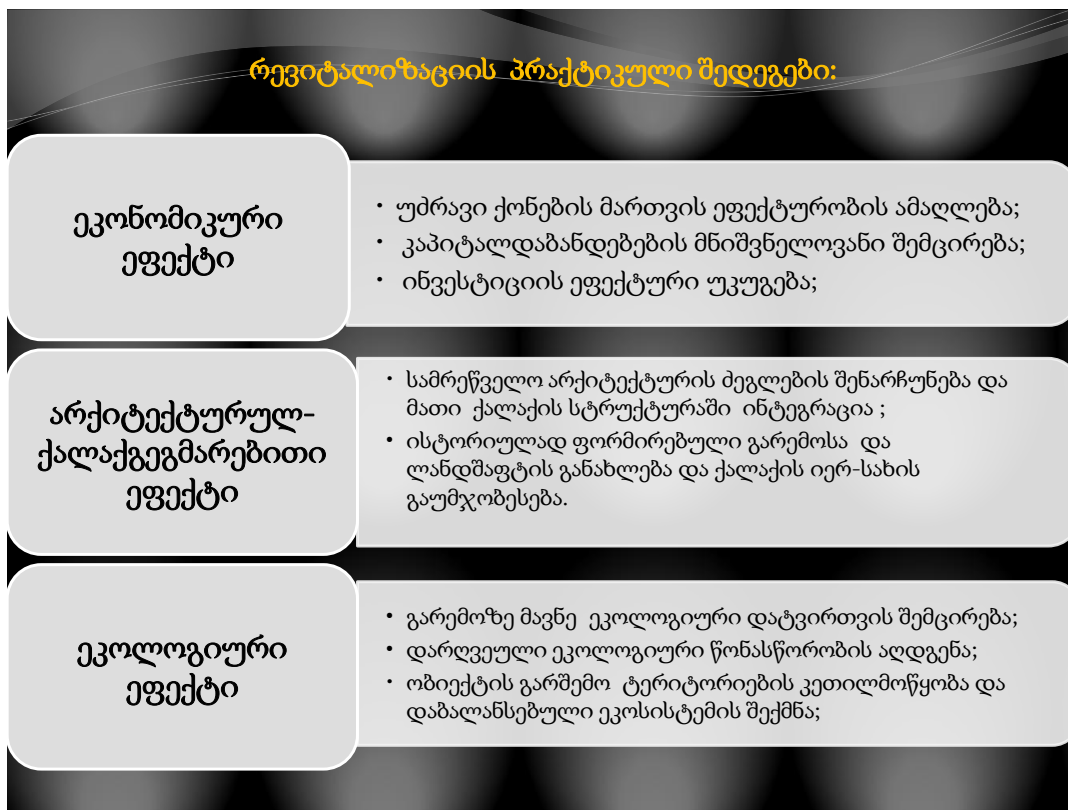 რევიტალიზაციის პრაქტიკული შედეგები:
ეკონომიკური
ეფექტი
• უძრავი ქონების მართვის ეფექტურობის ამაღლება;
• კაპიტალდაბანდებების მნიშვნელოვანი შემცირება;
• ინვესტიციის ეფექტური უკუგება;
არქიტექტურულ-
ქალაქგეგმარებითი
ეფექტი
• სამრეწველო არქიტექტურის ძეგლების შენარჩუნება და
მათი ქალაქის სტრუქტურაში ინტეგრაცია ;
• ისტორიულად ფორმირებული გარემოსა და
ლანდშაფტის განახლება და ქალაქის იერ-სახის
გაუმჯობესება.
ეკოლოგიური
ეფექტი
• გარემოზე მავნე ეკოლოგიური დატვირთვის შემცირება;
• დარღვეული ეკოლოგიური წონასწორობის აღდგენა;
• ობიექტის გარშემო ტერიტორიების კეთილმოწყობა და
დაბალანსებული ეკოსისტემის შექმნა;